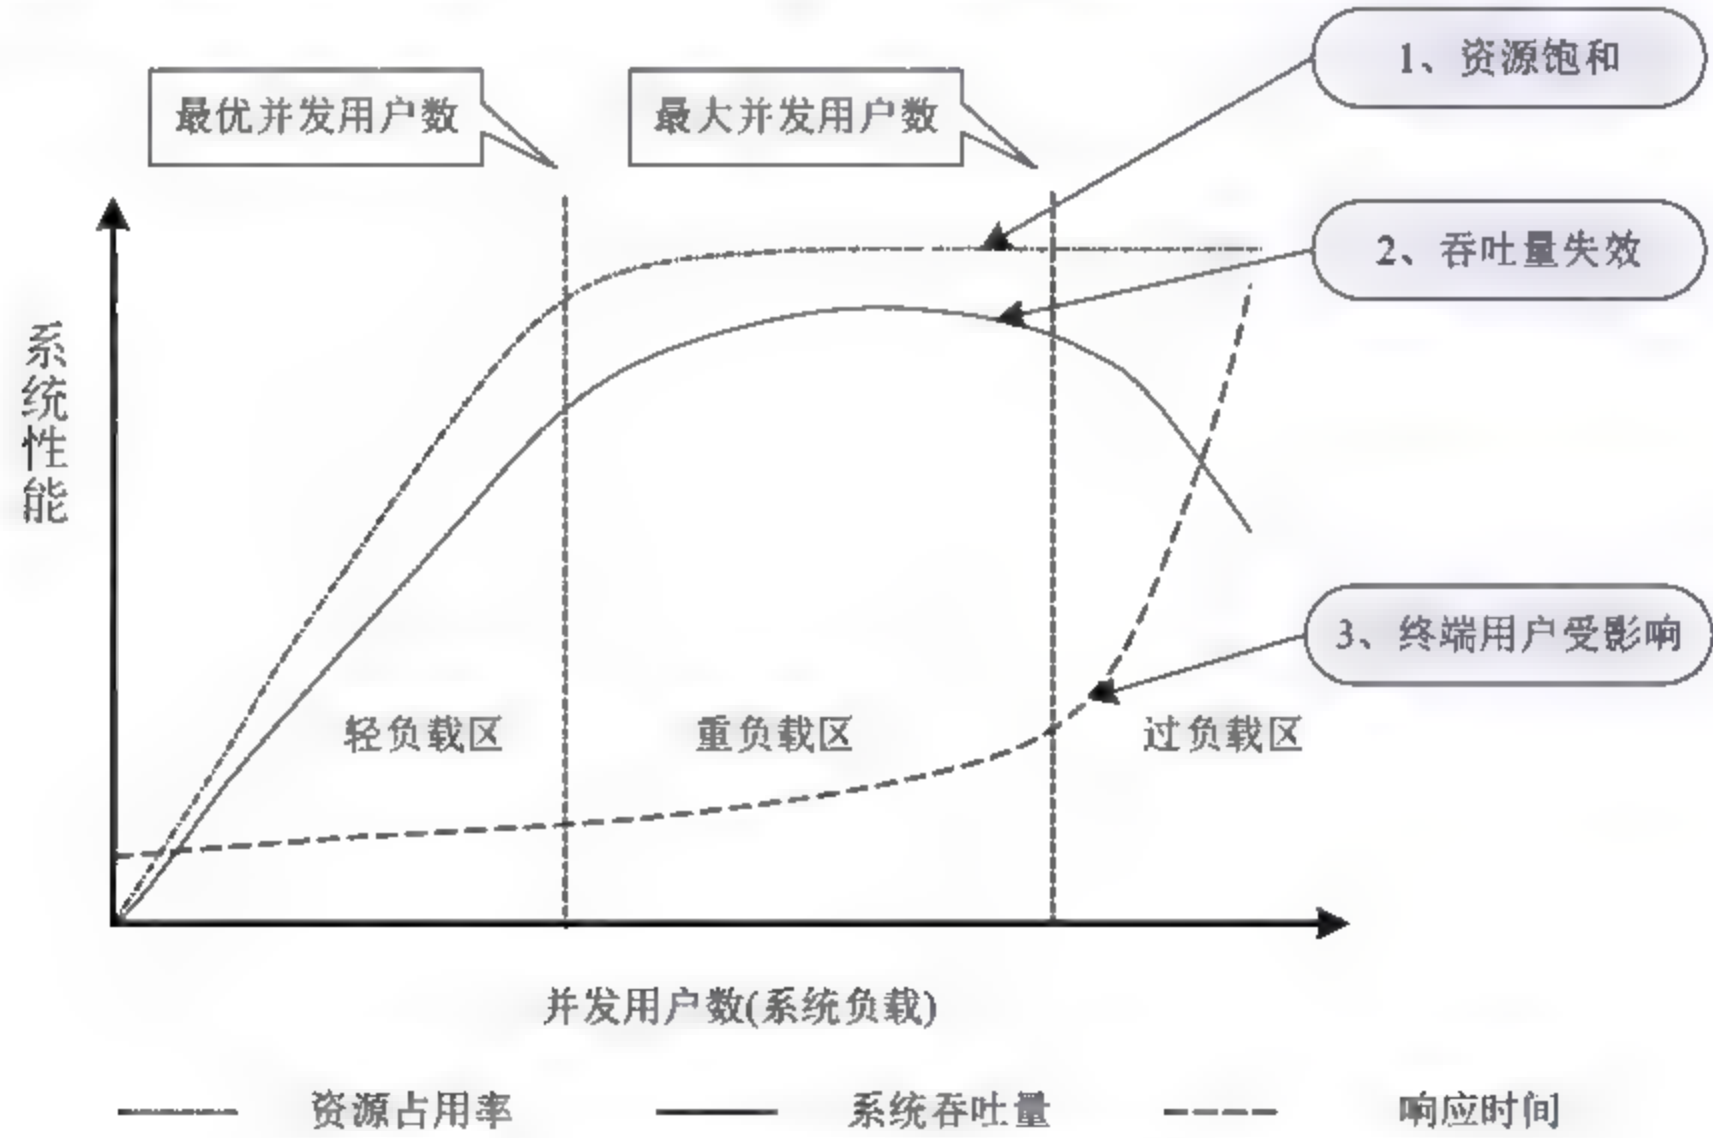 1、资源饱和
最优并发用户数
最大并发用户数
2、吞吐量失效
系统性能
3、终端用户受影响
轻负载区
重负载区
过负载区
并发用户数(系统负载)
资源占用率
系统吞吐量
响应时间